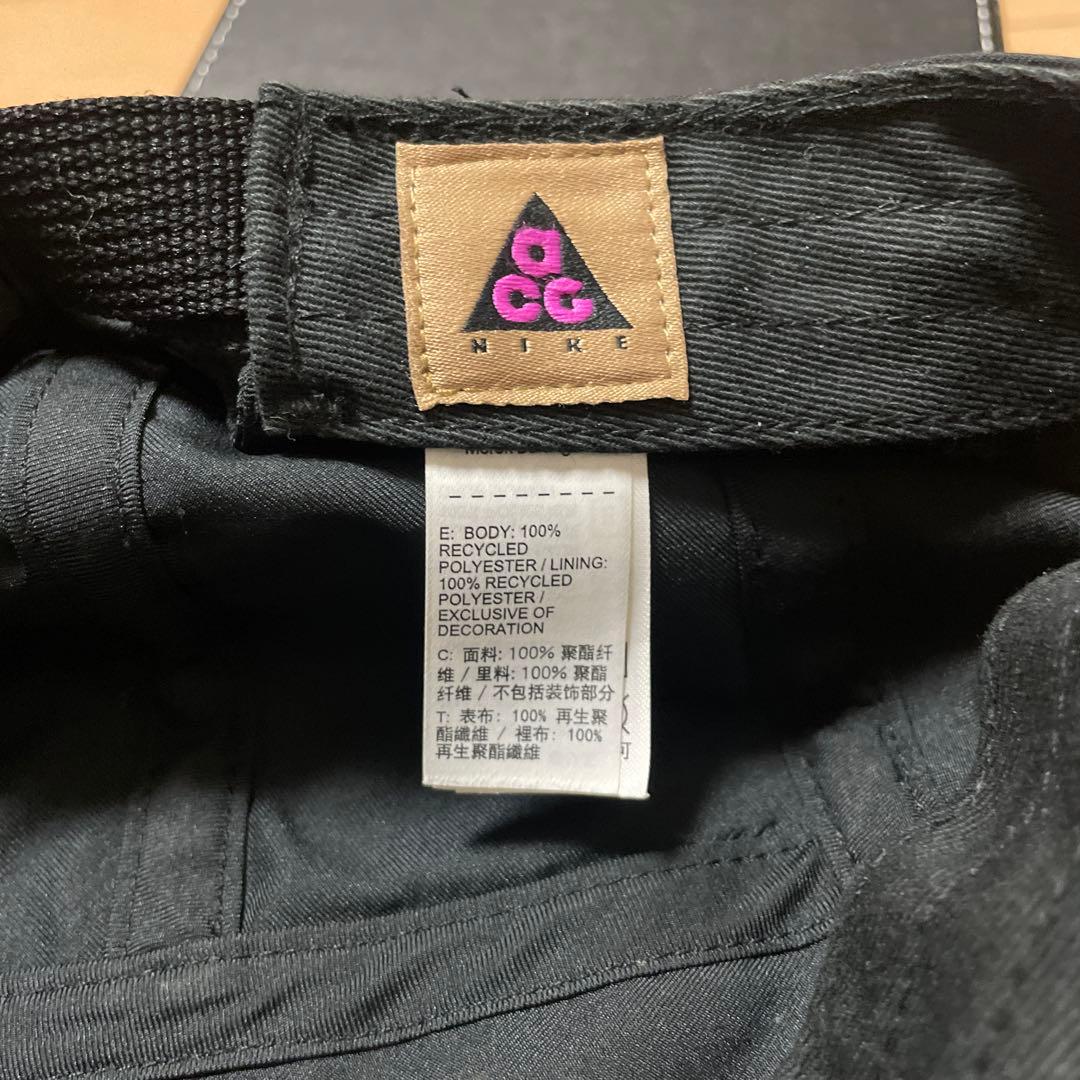 a
CG
NIKE
E: BODY: 100%
RECYCLED
POLYESTER / LINING:
100% RECYCLED
POLYESTER /
EXCLUSIVE OF
DECORATION
C: 面料: 100% 聚酯纤
维 / 里料: 100% 聚酯
纤维 / 不包括装饰部分
T: 表布: 100% 再生聚
酯纖維 / 裡布: 100%
再生聚酯纖維
可